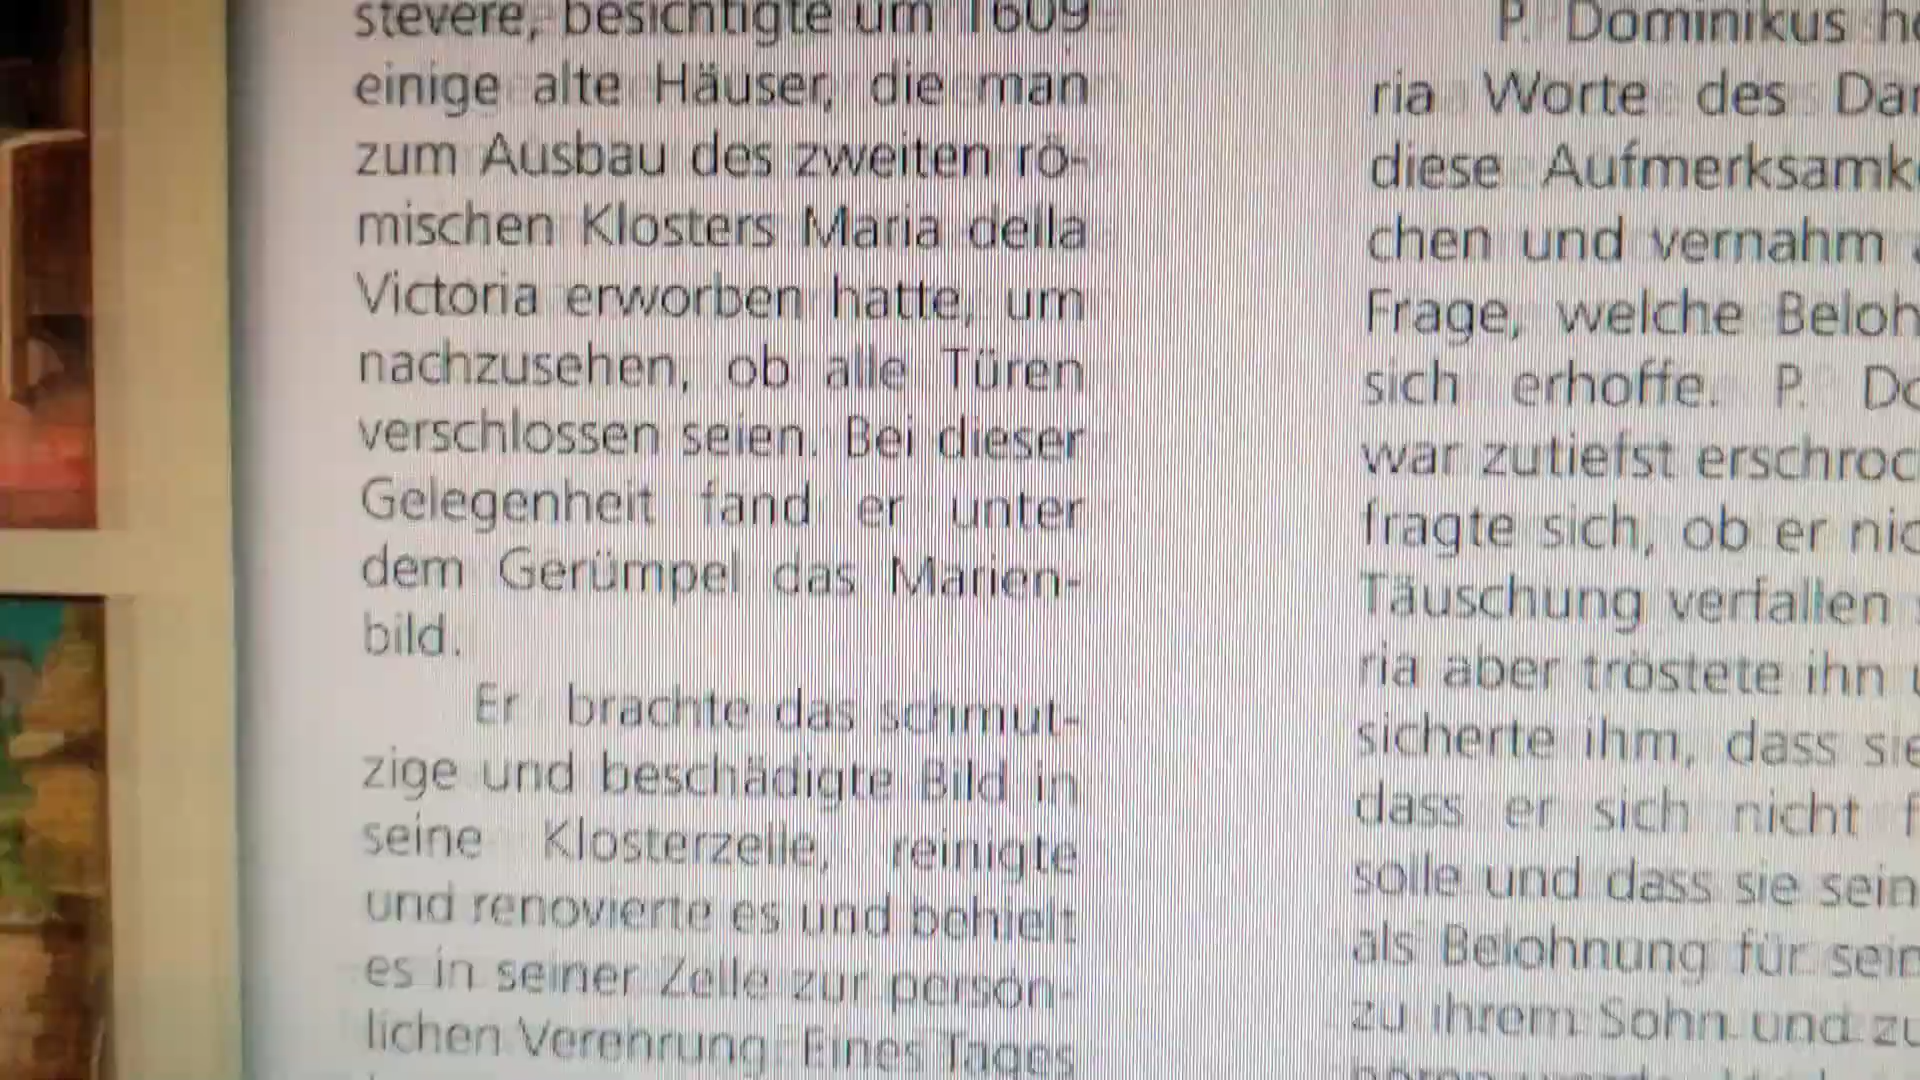 stevere, besichtigte um 1609
einige alte Häuser, die man
zum Ausbau des zweiten rö-
mischen Klosters Maria della
Victoria erworben hatte, um
nachzusehen, ob alle Türen
verschlossen seien. Bei dieser
Gelegenheit fand er unter
dem Gerümpel das Marien-
bild.
Er brachte das schmut-
zige und beschädigte Bild in
seine Klosterzelle, reinigte
und renovierte es und behielt
es in seiner Zelle zur persön-
lichen Verehrung. Eines Tages
P. Dominikus
ria Worte des
diese
chen und vernahm
Frage, welche
sich erhoffe. P.
war zutiefst
fragte sich, ob er
Täuschung verfallen
ria aber tröstete ihn
sicherte ihm, dass
dass er sich nicht
solle und dass sie
als Belohnung für
zu ihrem Sohn und